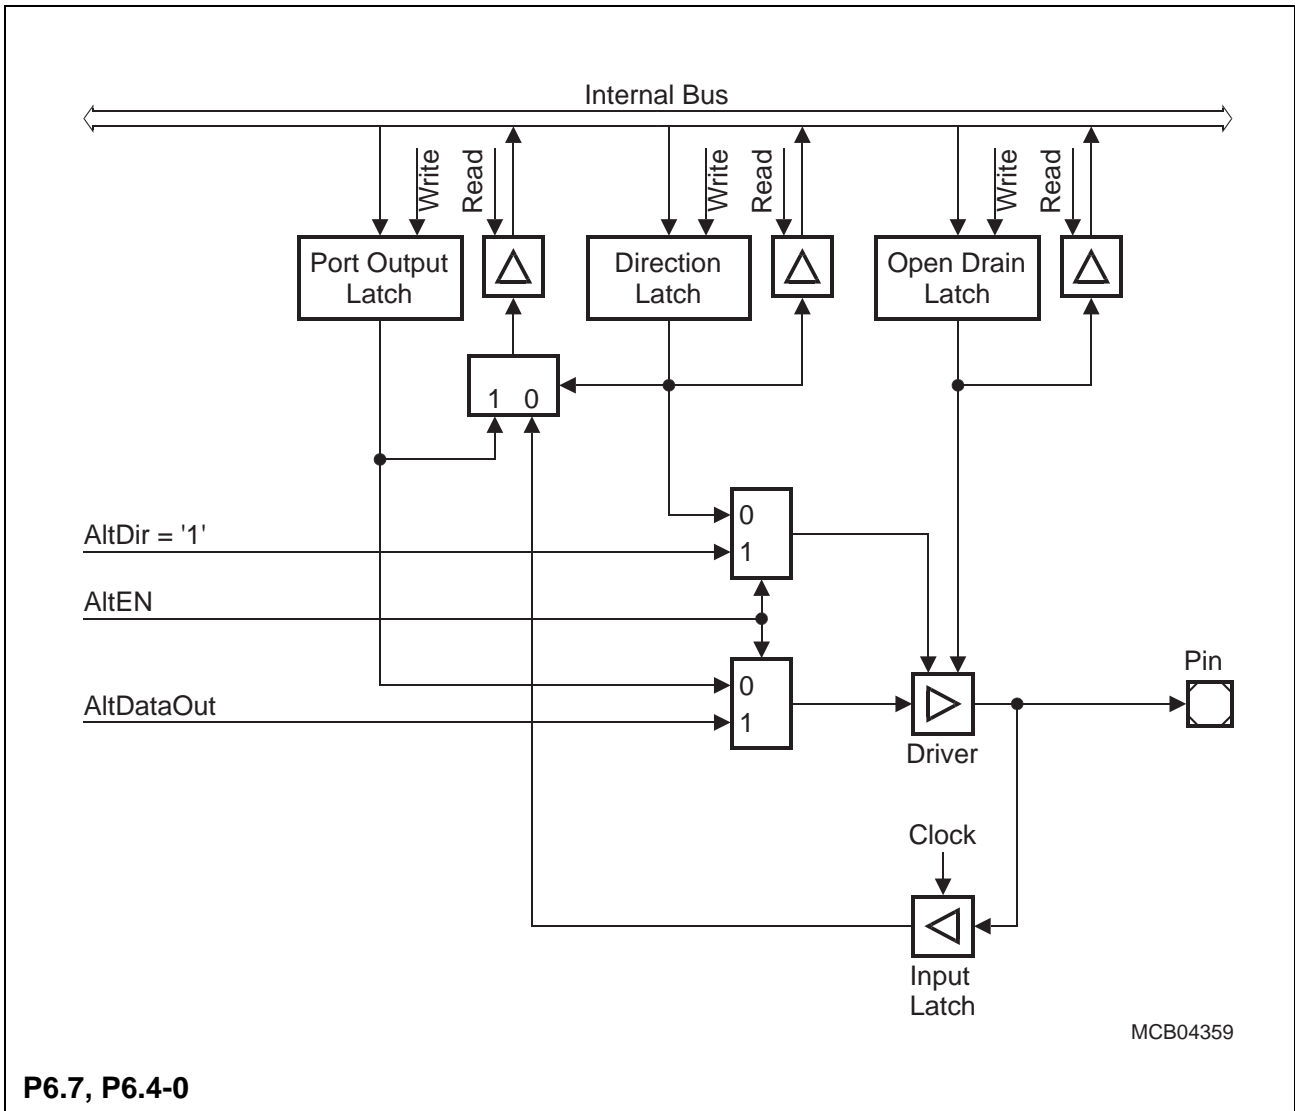 Internal Bus
Write
Read
Write
Read
Write
Read
Port Output
Latch
Direction
Latch
Open Drain
Latch
1 0
AltDir = '1'
0
1
AltEN
AltDataOut
0
1
Driver
Pin
Clock
Input
Latch
MCB04359
P6.7, P6.4-0